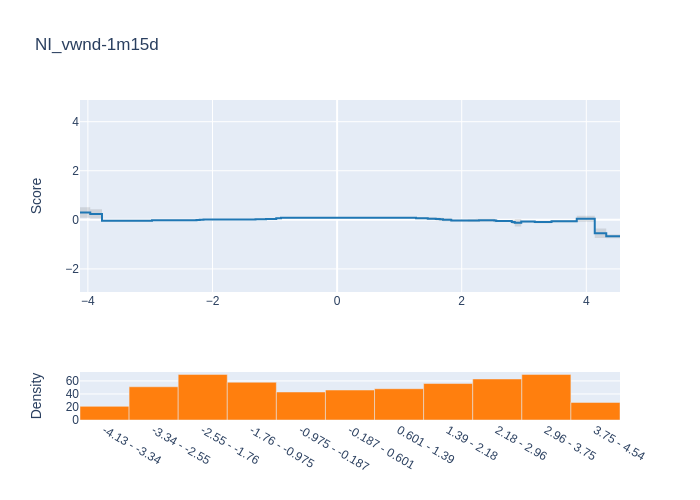 NI_vwnd-1m15d
Score
4
2
0
−2
−4
−2
0
2
4
Density
60
40
20
0
-4.13 - -3.34
-3.34 - -2.55
-2.55 - -1.76
-1.76 - -0.975
-0.975 - -0.187
-0.187 - 0.601
0.601 - 1.39
1.39 - 2.18
2.18 - 2.96
2.96 - 3.75
3.75 - 4.54